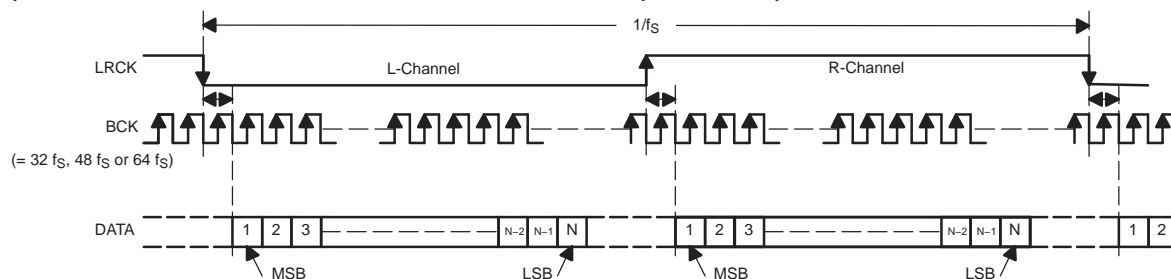 1/fS
LRCK
L-Channel
R-Channel
BCK
(= 32 fS, 48 fS or 64 fS)
DATA
1 2 3 N–2 N–1 N 1 2 3 N–2 N–1 N 1 2
MSB LSB MSB LSB